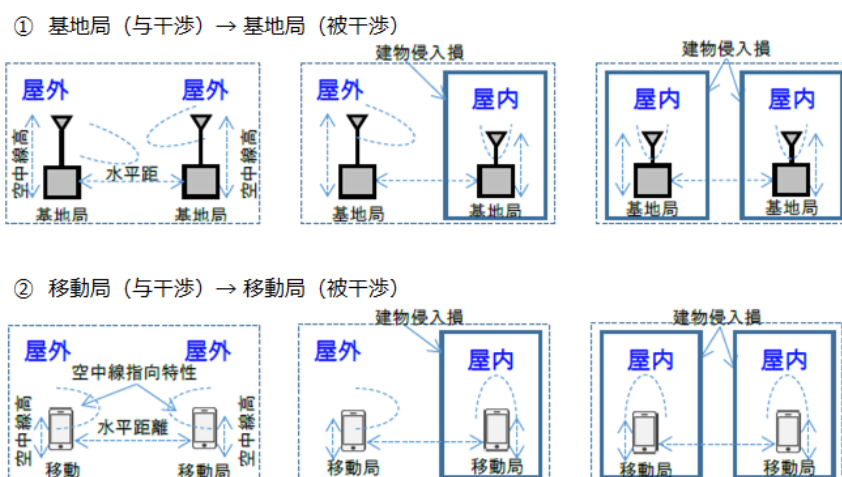 ① 基地局（与干渉）→ 基地局（被干渉）
建物侵入損
建物侵入損
屋外
屋外
屋外
屋内
屋内
屋内
空中線高
水平距
空中線高
基地局
基地局
基地局
基地局
基地局
基地局
② 移動局（与干渉）→ 移動局（被干渉）
建物侵入損
建物侵入損
屋外
屋外
屋外
屋内
屋内
屋内
空中線指向特性
空中線高
水平距離
空中線高
移動
移動局
移動局
移動局
移動局
移動局